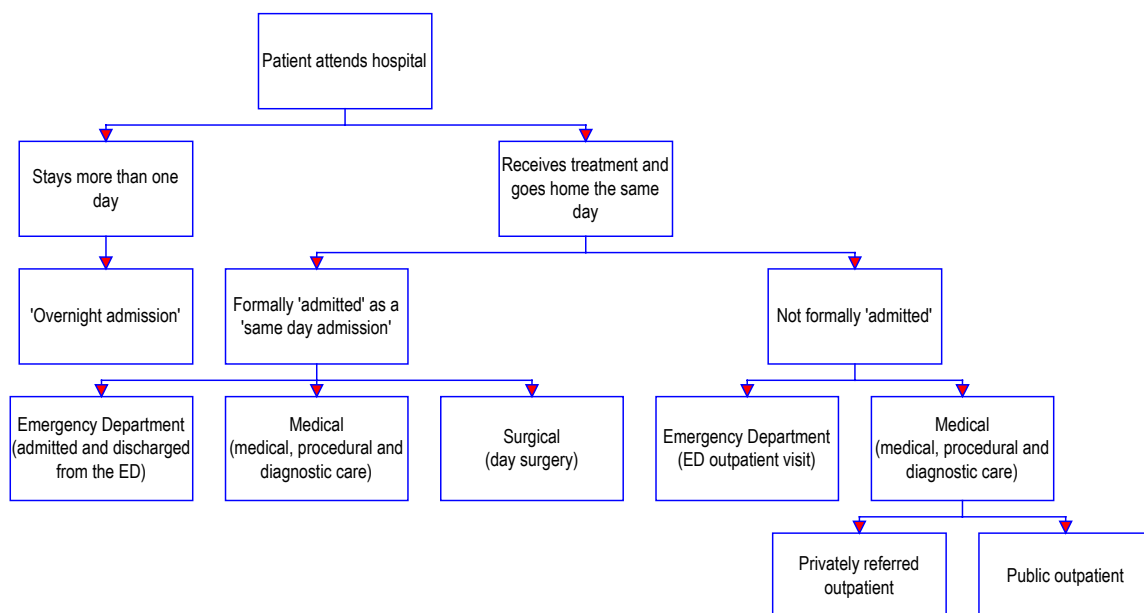 Patient attends hospital
Stays more than one
day
Receives treatment and
goes home the same
day
'Overnight admission'
Formally 'admitted' as a
'same day admission'
Not formally 'admitted'
Emergency Department
(admitted and discharged
from the ED)
Medical
(medical, procedural and
diagnostic care)
Surgical
(day surgery)
Emergency Department
(ED outpatient visit)
Medical
(medical, procedural and
diagnostic care)
Privately referred
outpatient
Public outpatient